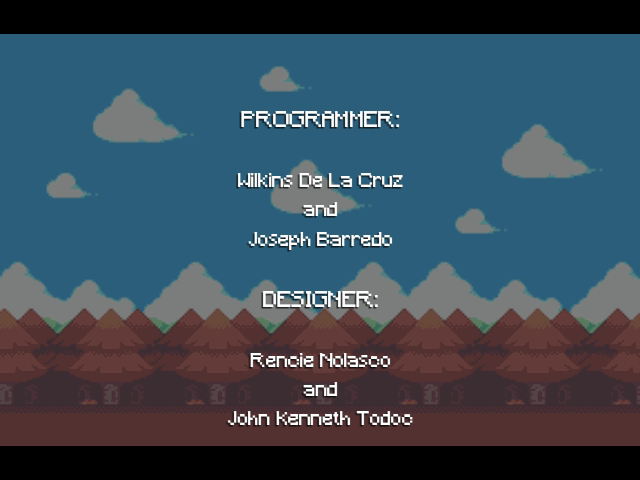 PROGRAMMER:
Wilkins De La Cruz
and
Joseph Barredo
DESIGNER:
Rencie Nolasco
and
John Kenneth Todoc